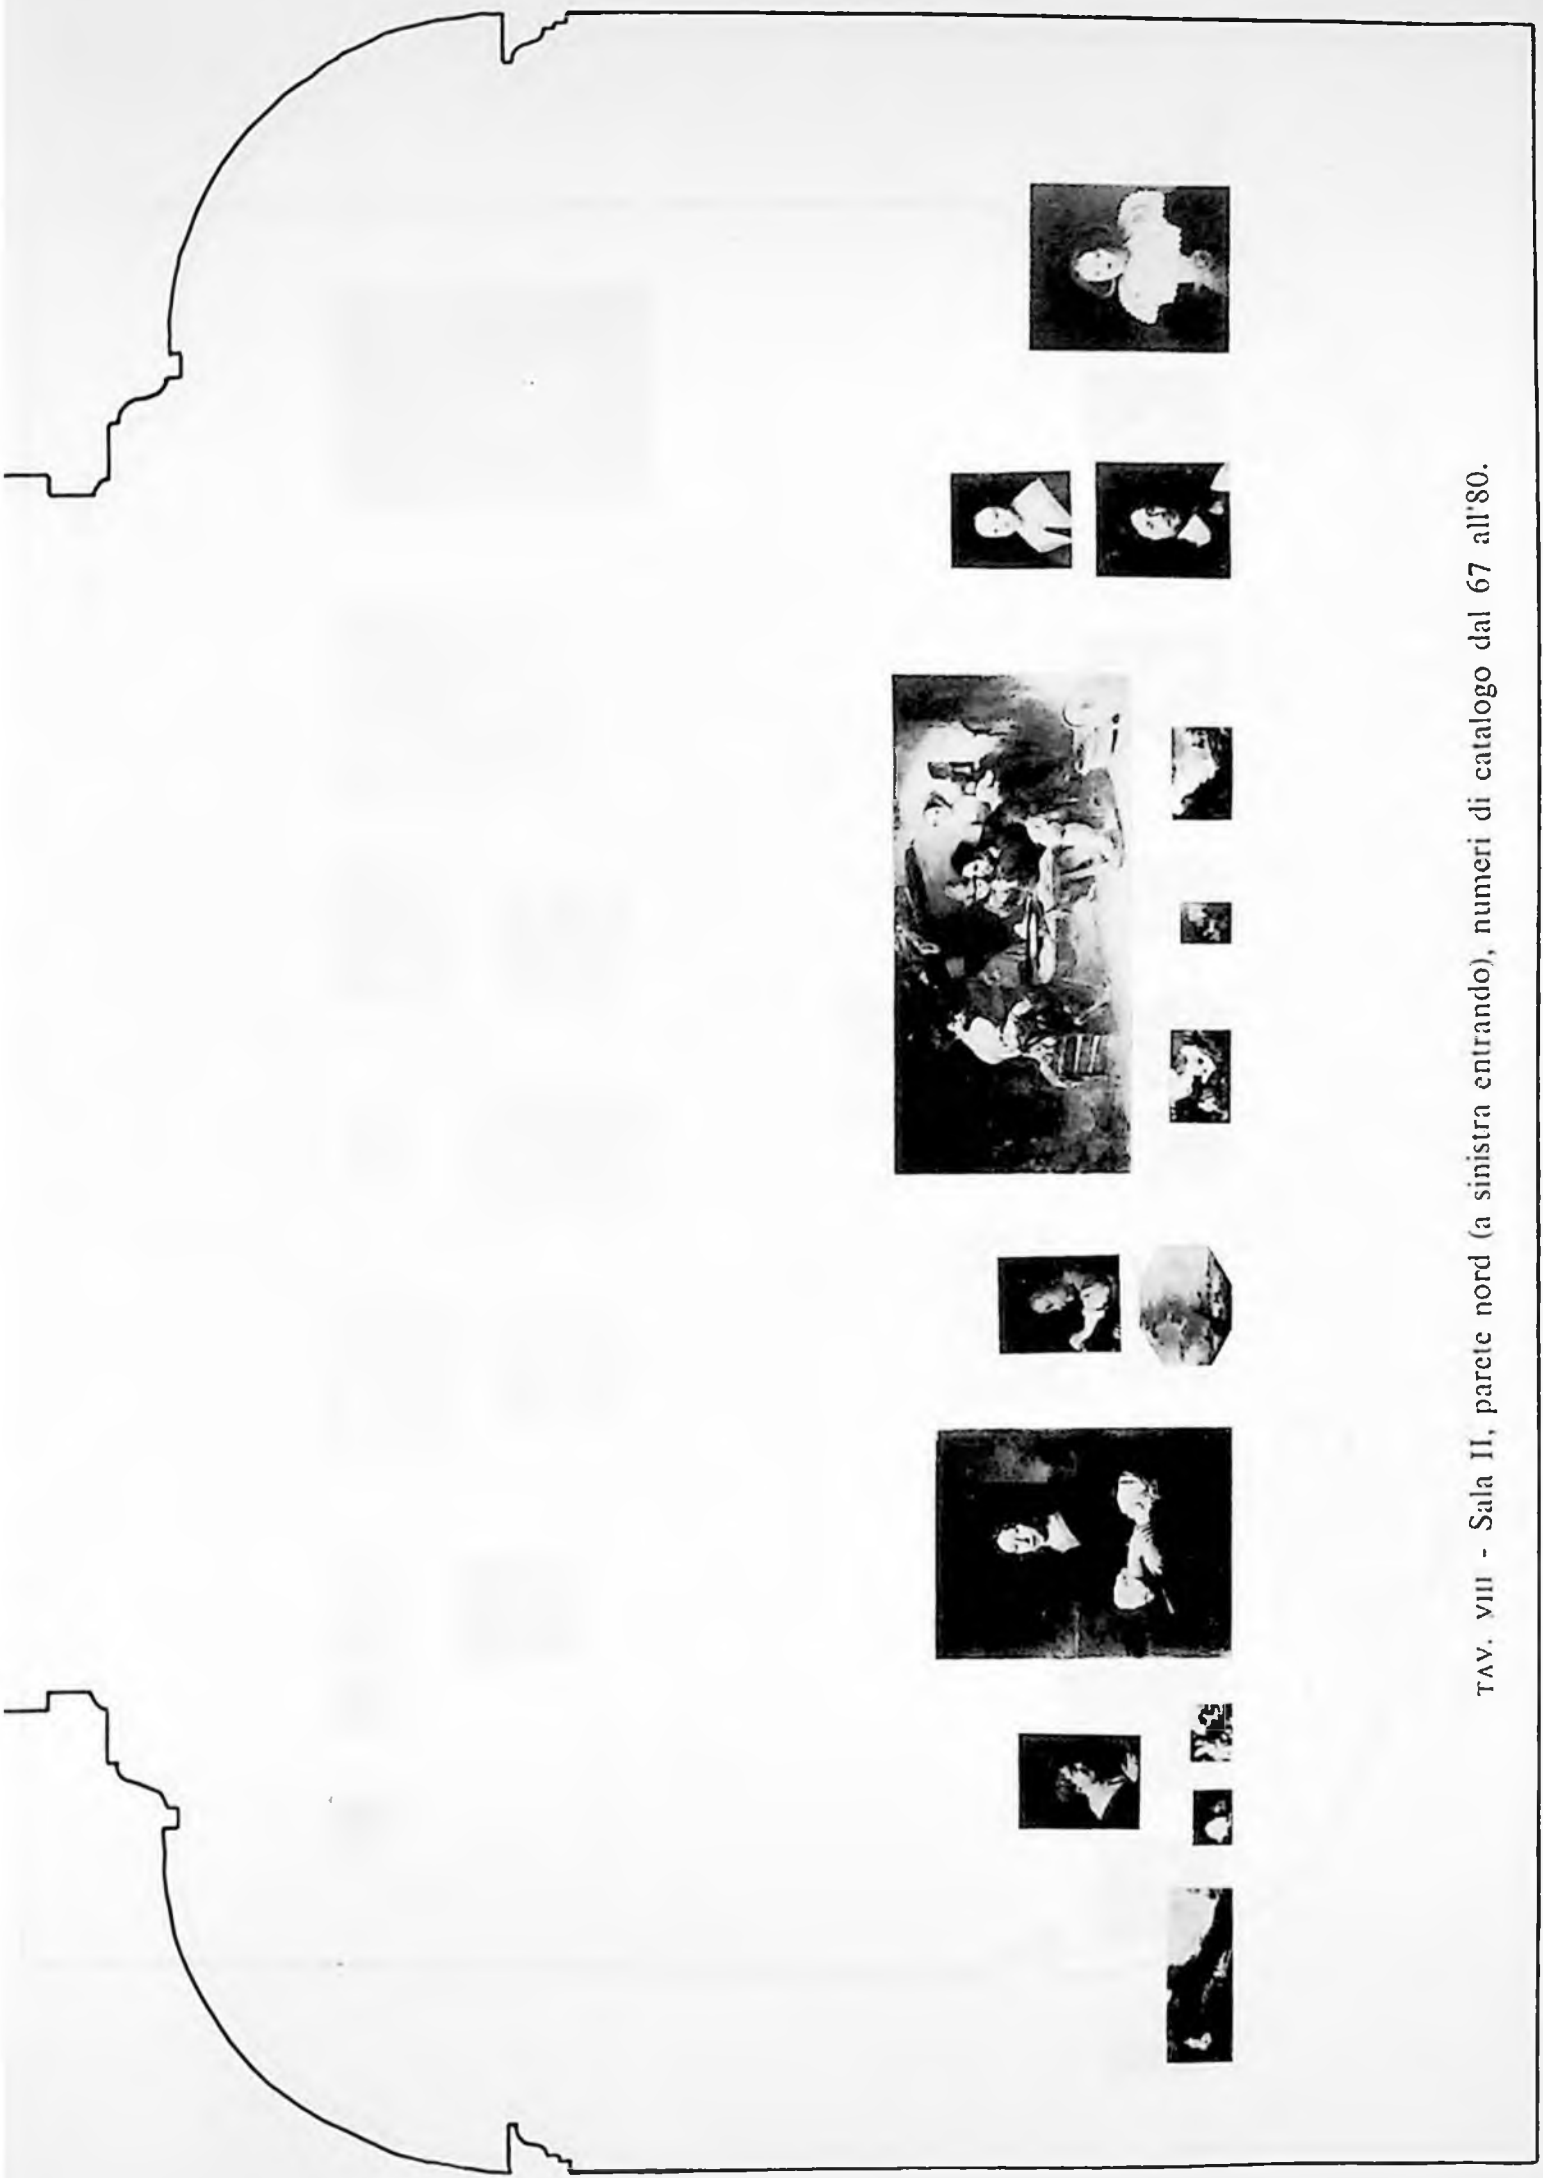 TAV. VIII - Sala II, parete nord (a sinistra entrando), numeri di catalogo dal 67 all'80.